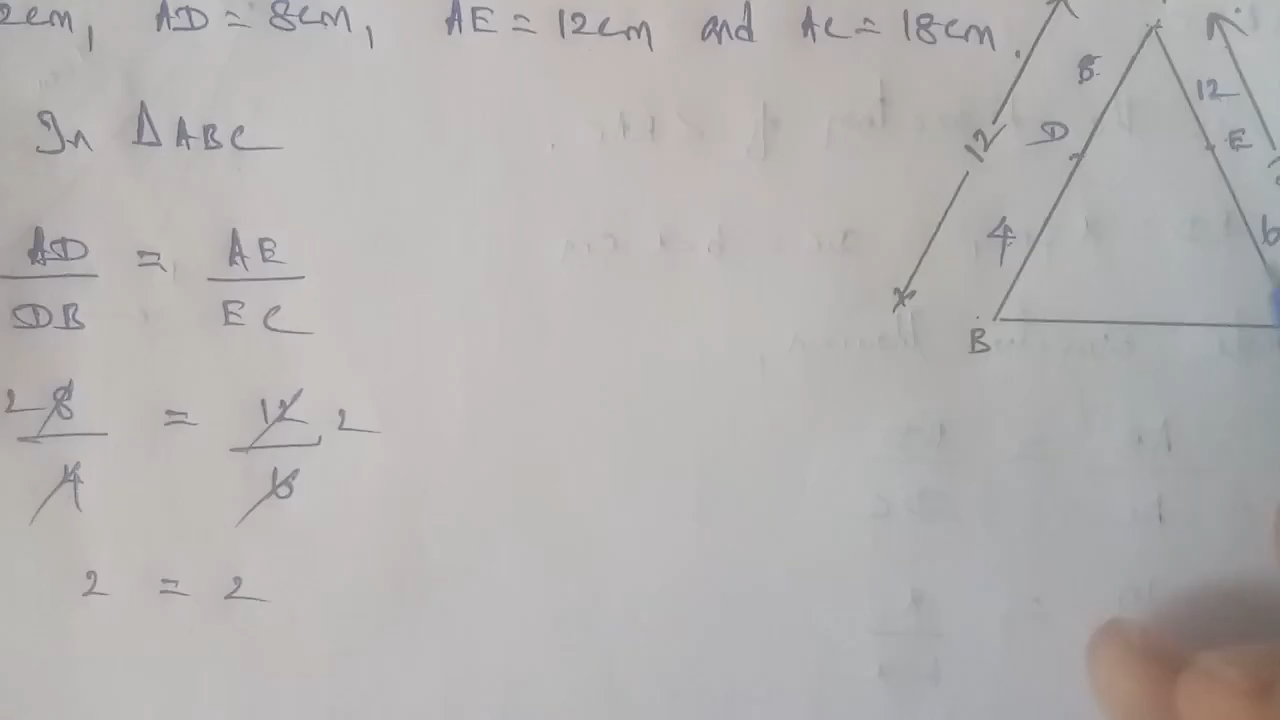 2cm, AD = 8cm, AE = 12cm and AC = 18cm.
In ΔABC
AD/DB = AE/EC
2 8/4 = 12/6 2
2 = 2
8
12
D
12
E
4
6
B